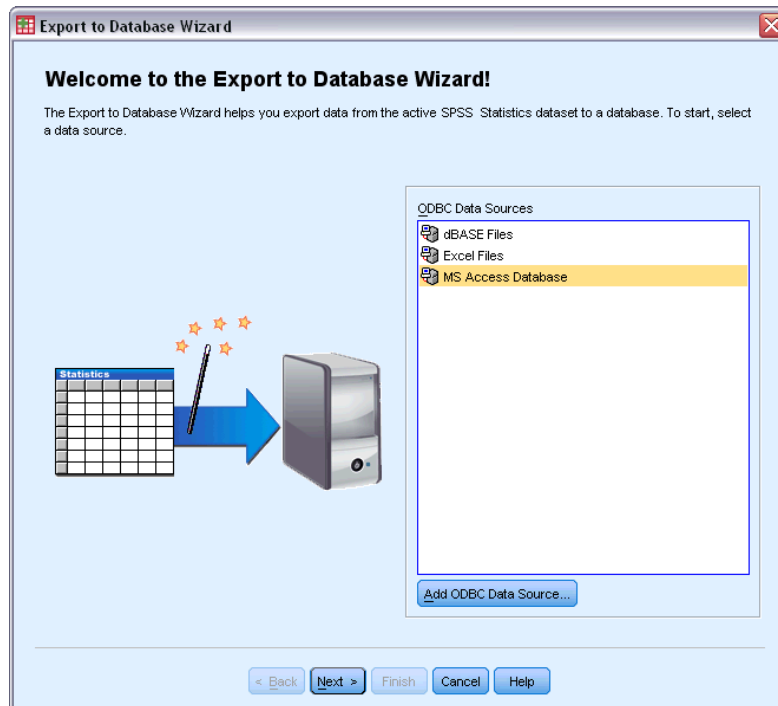 Export to Database Wizard
Welcome to the Export to Database Wizard!
The Export to Database Wizard helps you export data from the active SPSS Statistics dataset to a database. To start, select
a data source.
ODBC Data Sources
dBASE Files
Excel Files
MS Access Database
Statistics
Add ODBC Data Source...
< Back
Next >
Finish
Cancel
Help